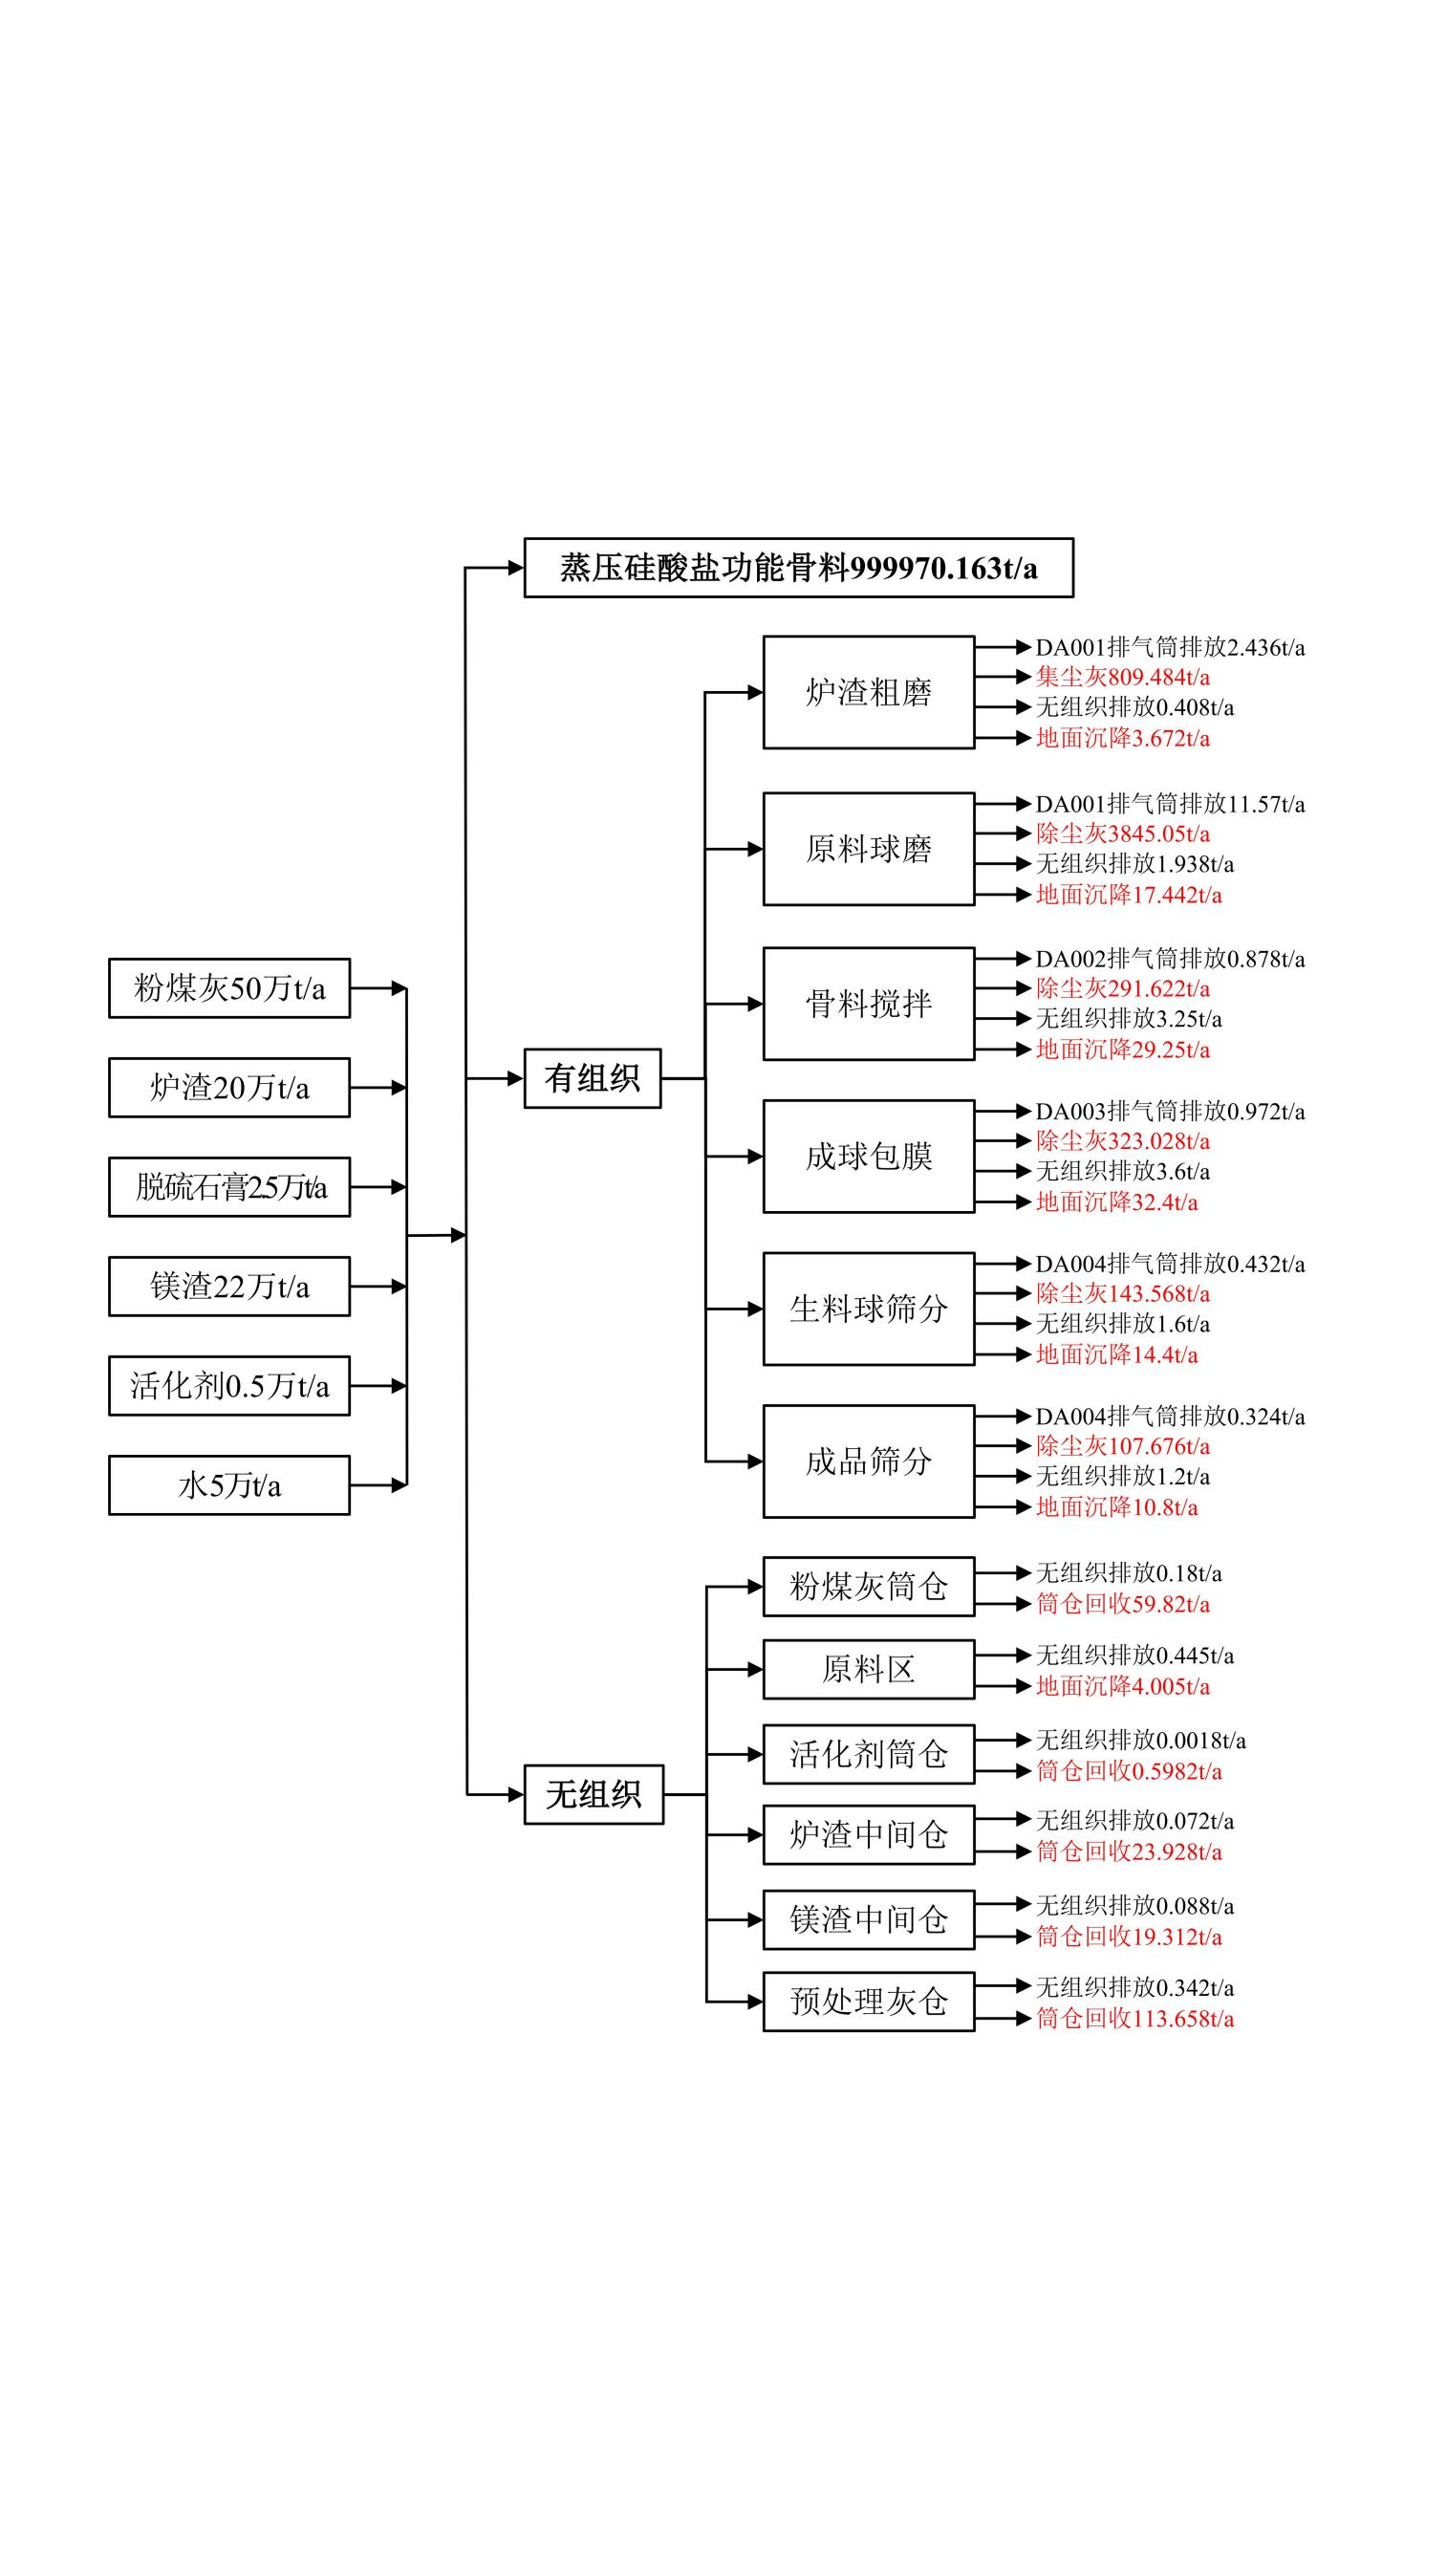 蒸压硅酸盐功能骨料999970.163t/a
粉煤灰50万t/a
炉渣20万t/a
脱硫石膏2.5万t/a
镁渣22万t/a
活化剂0.5万t/a
水5万t/a
有组织
炉渣粗磨
DA001排气筒排放2.436t/a
集尘灰809.484t/a
无组织排放0.408t/a
地面沉降3.672t/a
原料球磨
DA001排气筒排放11.57t/a
除尘灰3845.05t/a
无组织排放1.938t/a
地面沉降17.442t/a
骨料搅拌
DA002排气筒排放0.878t/a
除尘灰291.622t/a
无组织排放3.25t/a
地面沉降29.25t/a
成球包膜
DA003排气筒排放0.972t/a
除尘灰323.028t/a
无组织排放3.6t/a
地面沉降32.4t/a
生料球筛分
DA004排气筒排放0.432t/a
除尘灰143.568t/a
无组织排放1.6t/a
地面沉降14.4t/a
成品筛分
DA004排气筒排放0.324t/a
除尘灰107.676t/a
无组织排放1.2t/a
地面沉降10.8t/a
无组织
粉煤灰筒仓
无组织排放0.18t/a
筒仓回收59.82t/a
原料区
无组织排放0.445t/a
地面沉降4.005t/a
活化剂筒仓
无组织排放0.0018t/a
筒仓回收0.5982t/a
炉渣中间仓
无组织排放0.072t/a
筒仓回收23.928t/a
镁渣中间仓
无组织排放0.088t/a
筒仓回收19.312t/a
预处理灰仓
无组织排放0.342t/a
筒仓回收113.658t/a